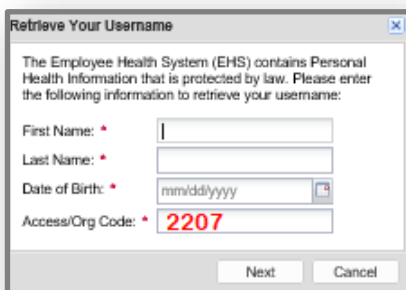 Retrieve Your Username
The Employee Health System (EHS) contains Personal
Health Information that is protected by law. Please enter
the following information to retrieve your username:
First Name: *
Last Name: *
Date of Birth: * mm/dd/yyyy
Access/Org Code: * 2207
Next Cancel